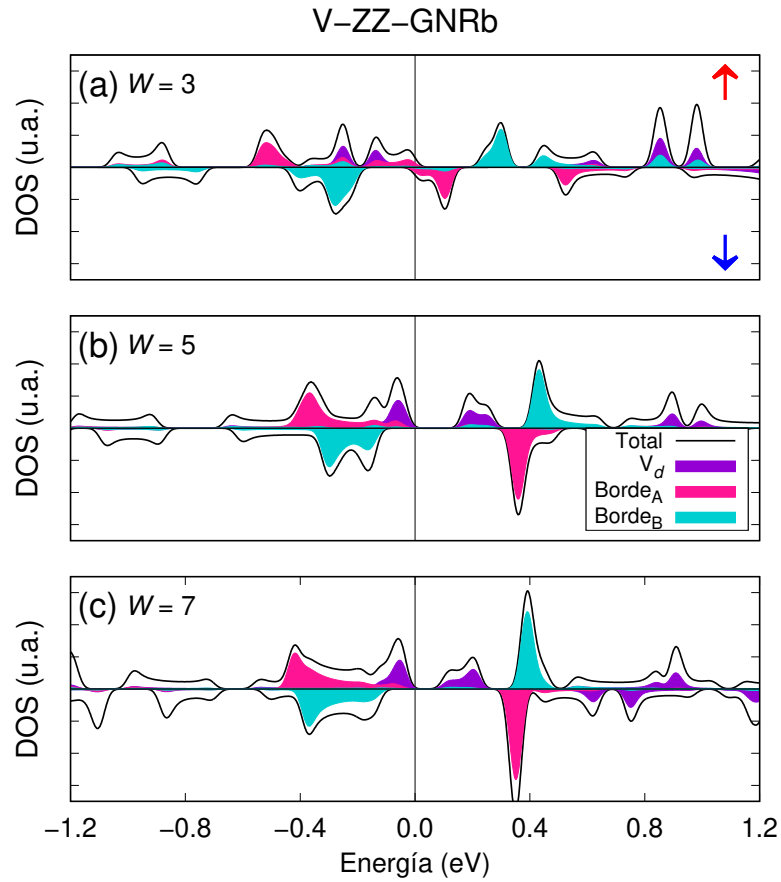 V−ZZ−GNRb
(a) W = 3
↑
DOS (u.a.)
↓
(b) W = 5
DOS (u.a.)
Total
V_d
Borde_A
Borde_B
(c) W = 7
DOS (u.a.)
−1.2 −0.8 −0.4 0.0 0.4 0.8 1.2
Energía (eV)